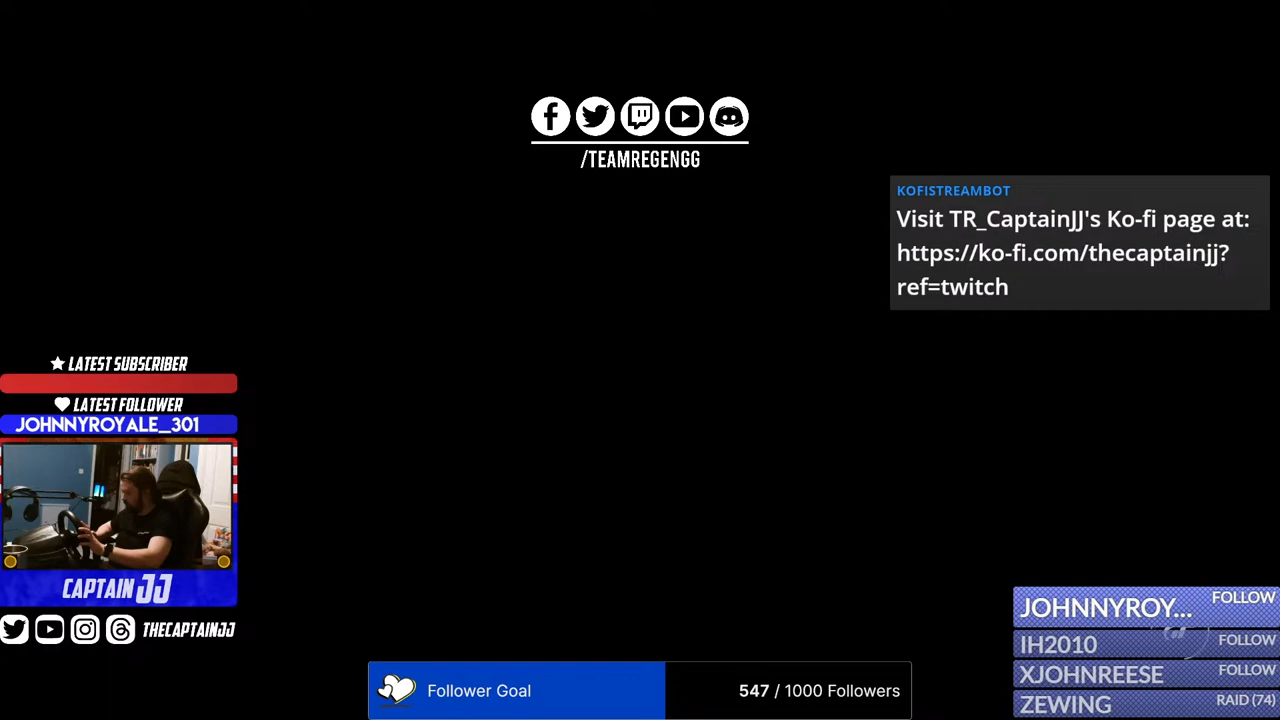 /TEAMREGENGG
KOFISTREAMBOT
Visit TR_CaptainJJ's Ko-fi page at:
https://ko-fi.com/thecaptainjj?
ref=twitch
LATEST SUBSCRIBER
LATEST FOLLOWER
JOHNNYROYALE_301
CAPTAIN JJ
THECAPTAINJJ
Follower Goal 547 / 1000 Followers
JOHNNYROY... FOLLOW
IH2010 FOLLOW
XJOHNREESE FOLLOW
ZEWING RAID (74)